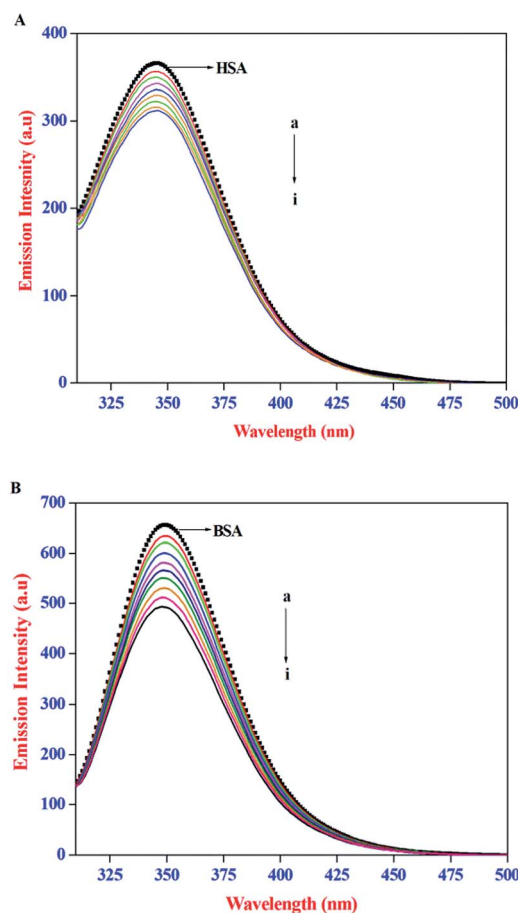 A
400
HSA
300
a
200
i
100
0
325 350 375 400 425 450 475 500
Emission Intesnity (a.u)
Wavelength (nm)
B
700
BSA
600
500
a
400
i
300
200
100
0
325 350 375 400 425 450 475 500
Emission Intensity (a.u)
Wavelength (nm)